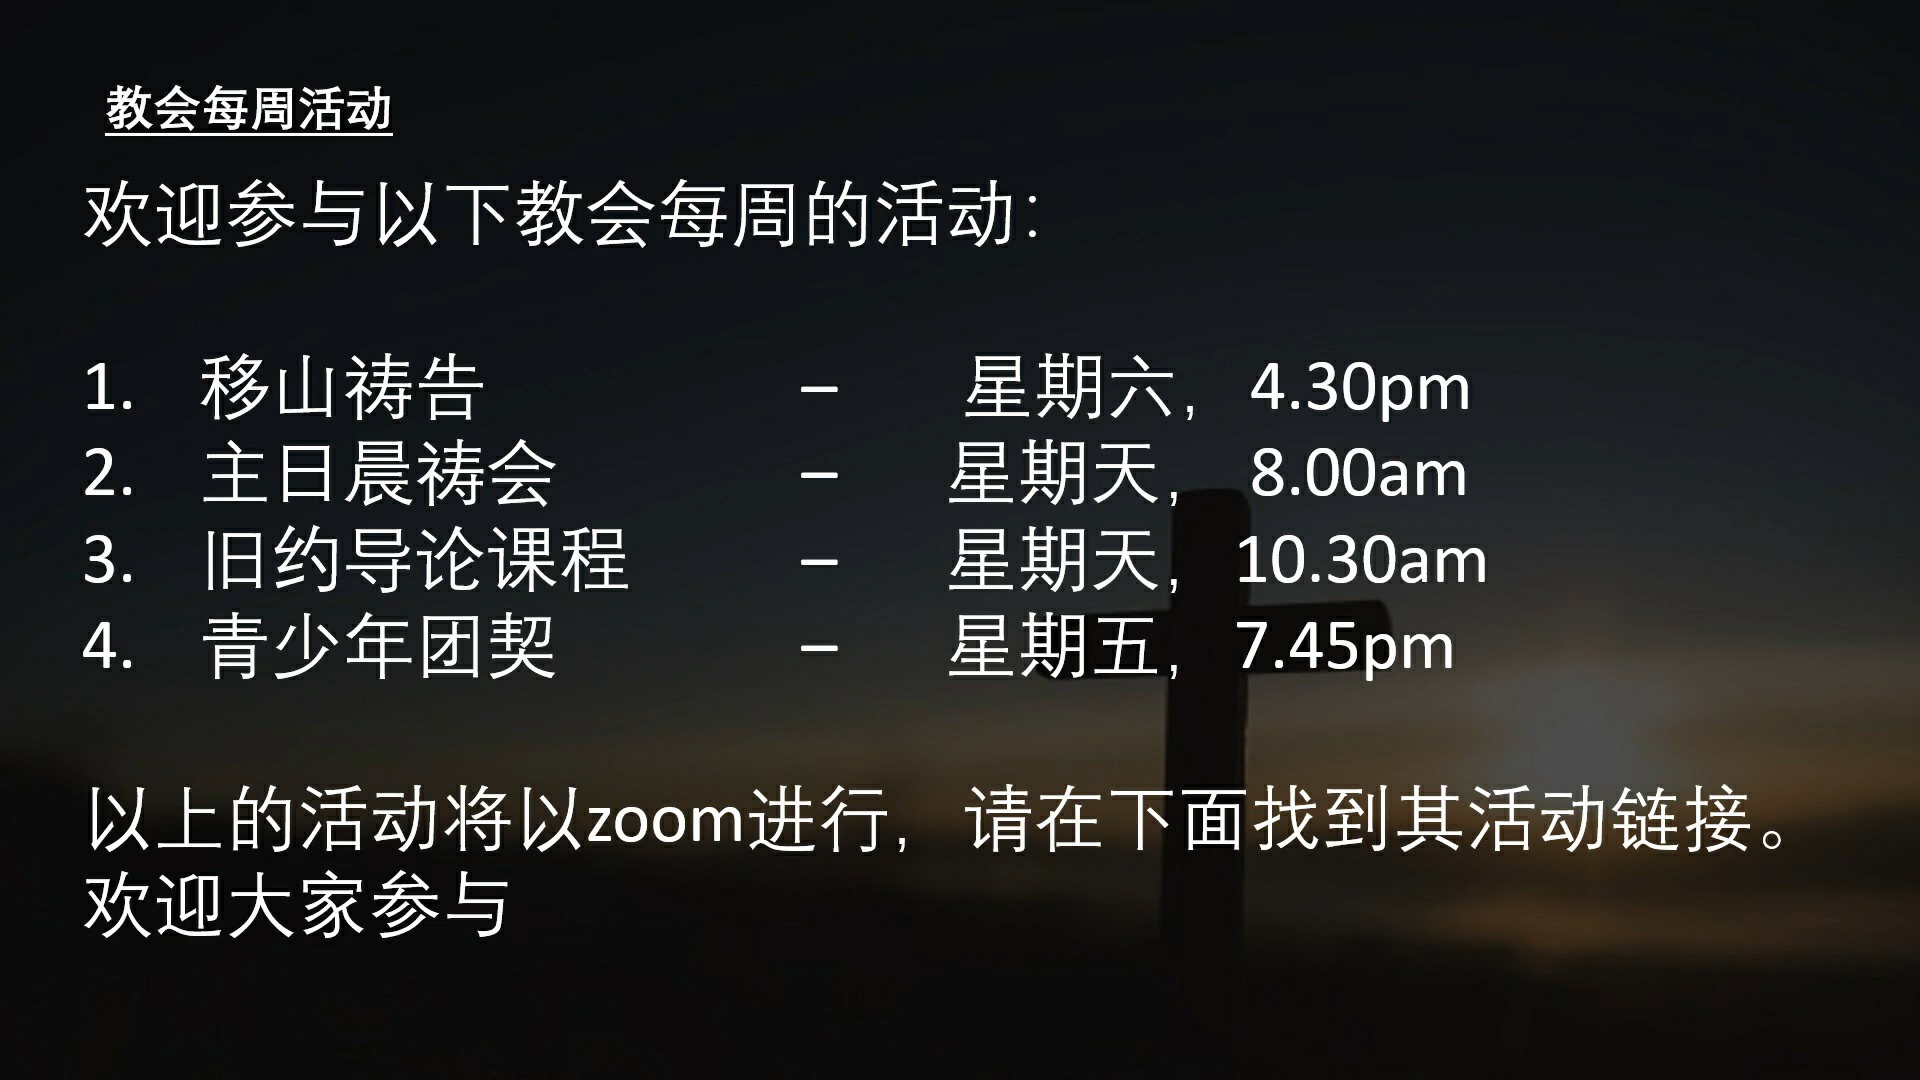 教会每周活动
欢迎参与以下教会每周的活动：
1. 移山祷告 – 星期六， 4.30pm
2. 主日晨祷会 – 星期天， 8.00am
3. 旧约导论课程 – 星期天， 10.30am
4. 青少年团契 – 星期五， 7.45pm
以上的活动将以zoom进行， 请在下面找到其活动链接。
欢迎大家参与